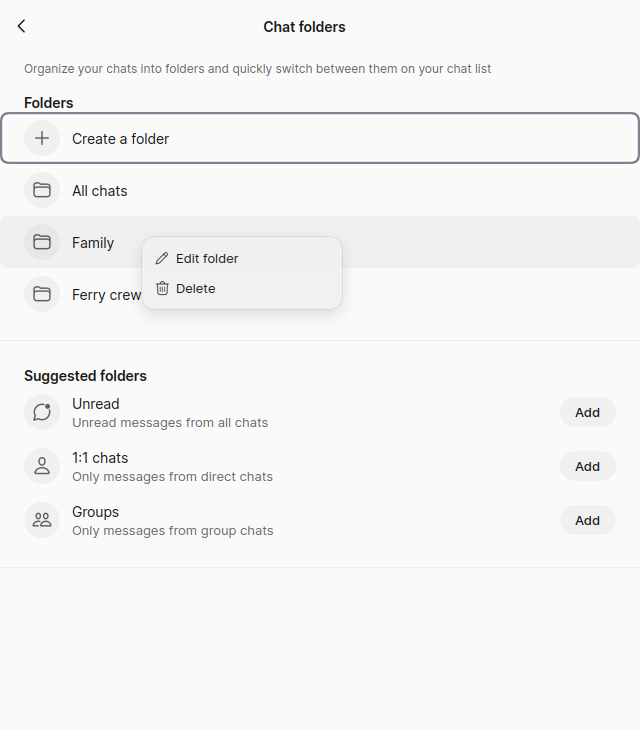 Chat folders
Organize your chats into folders and quickly switch between them on your chat list
Folders
Create a folder
All chats
Family
Edit folder
Delete
Ferry crew
Suggested folders
Unread
Unread messages from all chats
Add
1:1 chats
Only messages from direct chats
Add
Groups
Only messages from group chats
Add